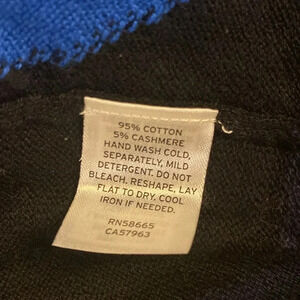 95% COTTON
5% CASHMERE
HAND WASH COLD,
SEPARATELY, MILD
DETERGENT. DO NOT
BLEACH. RESHAPE, LAY
FLAT TO DRY. COOL
IRON IF NEEDED.
RN58665
CA57963